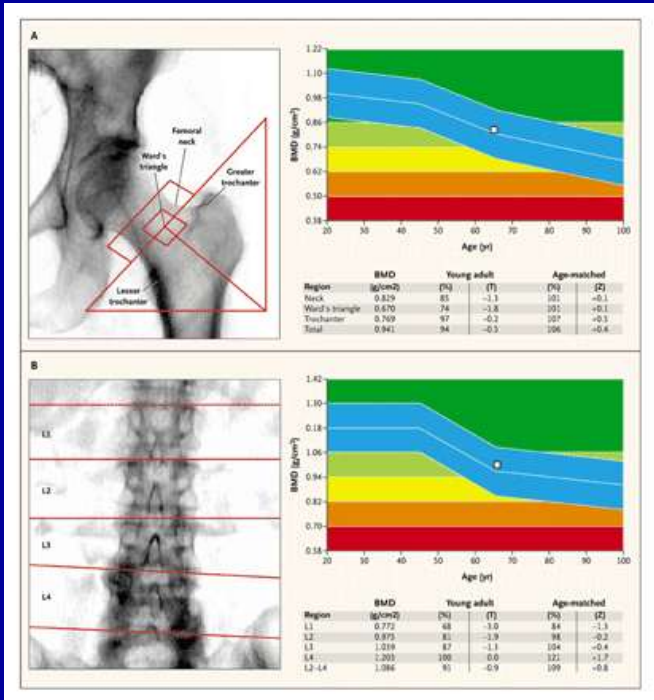 A
Femoral
neck
Ward's
triangle
Greater
trochanter
Lesser
trochanter
BMD (g/cm²)
1.22
1.10
0.98
0.86
0.74
0.62
0.50
0.38
20 30 40 50 60 70 80 90 100
Age (yr)
BMD Young adult Age-matched
Region (g/cm2) (%) (T) (%) (Z)
Neck 0.829 85 -1.3 101 +0.1
Ward's triangle 0.670 74 -1.8 101 +0.1
Trochanter 0.769 97 -0.2 107 +0.5
Total 0.941 94 -0.5 106 +0.4
B
L1
L2
L3
L4
BMD (g/cm²)
1.42
1.30
0.18
1.06
0.94
0.82
0.70
0.58
20 30 40 50 60 70 80 90 100
Age (yr)
BMD Young adult Age-matched
Region (g/cm2) (%) (T) (%) (Z)
L1 0.772 68 -3.0 84 -1.3
L2 0.975 81 -1.9 98 -0.2
L3 1.039 87 -1.3 104 +0.4
L4 1.203 100 0.0 121 +1.7
L2-L4 1.086 91 -0.9 109 +0.8